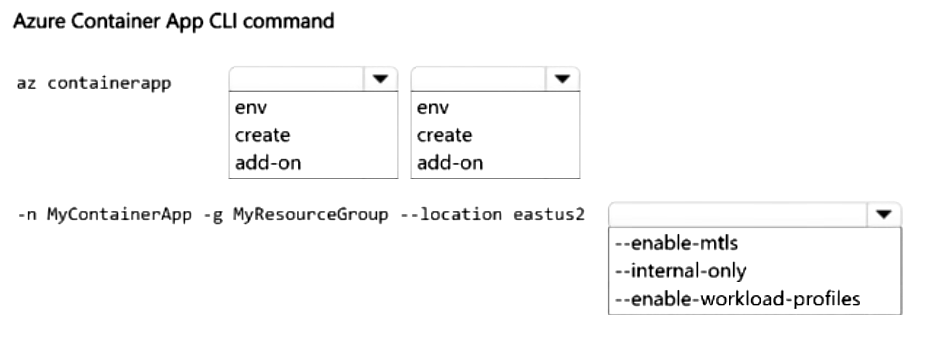 Azure Container App CLI command
az containerapp
env env
create create
add-on add-on
-n MyContainerApp -g MyResourceGroup --location eastus2
--enable-mtls
--internal-only
--enable-workload-profiles